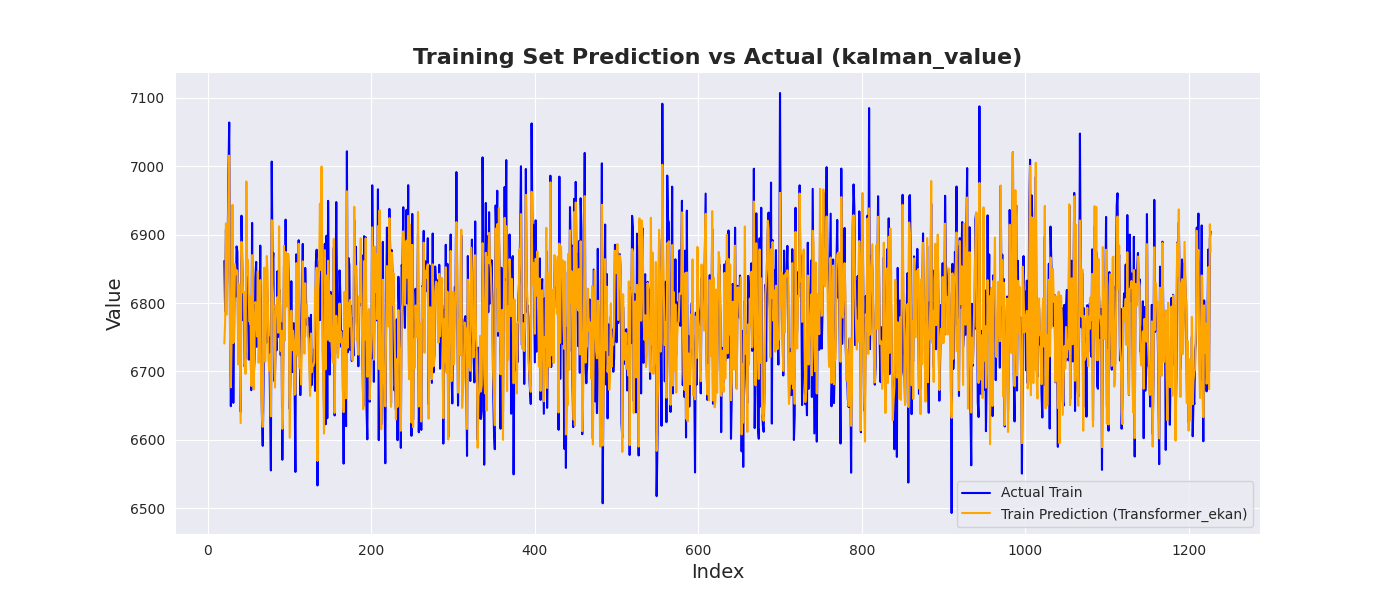 Training Set Prediction vs Actual (kalman_value)
7100
7000
6900
6800
6700
6600
6500
Value
0 200 400 600 800 1000 1200
Index
Actual Train
Train Prediction (Transformer_ekan)